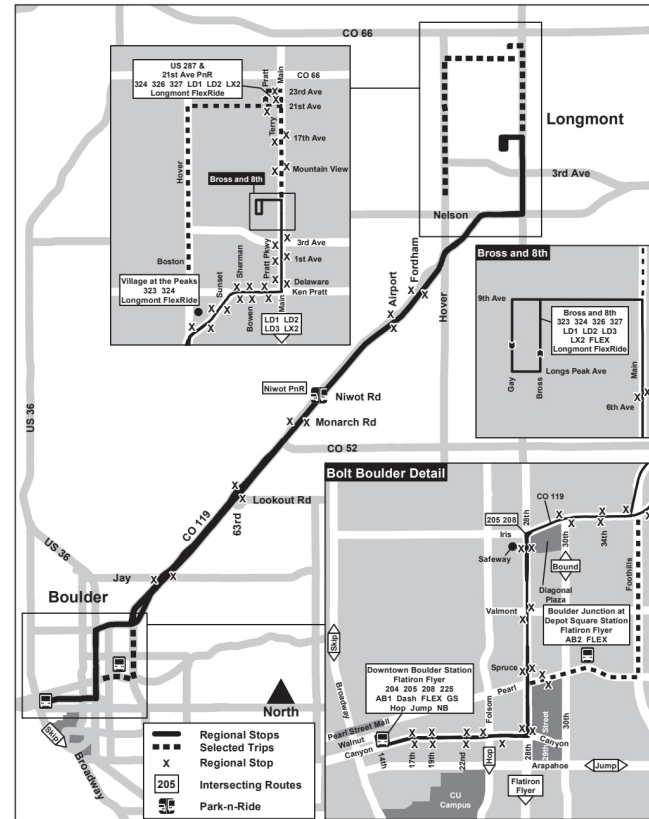 CO 66
Longmont
3rd Ave
Nelson
Hover
Fordham
Airport
Niwot PnR
Niwot Rd
Monarch Rd
CO 52
Lookout Rd
63rd
CO 119
US 36
US 36
Jay
Boulder
Skip
Broadway
North
US 287 &
21st Ave PnR
324 326 327 LD1 LD2 LX2
Longmont FlexRide
Pratt
Main
CO 66
23rd Ave
21st Ave
Terry
17th Ave
Mountain View
Hover
Bross and 8th
3rd Ave
1st Ave
Pratt Pkwy
Delaware
Ken Pratt
Main
Boston
Sunset
Sherman
Bowen
Village at the Peaks
323 324
Longmont FlexRide
LD1 LD2
LD3 LX2
Bross and 8th
9th Ave
Bross and 8th
323 324 326 327
LD1 LD2 LD3
LX2 FLEX
Longmont FlexRide
Gay
Bross
Longs Peak Ave
Main
6th Ave
Bolt Boulder Detail
CO 119
28th
205 208
Iris
Safeway
30th
34th
Foothills
Bound
Diagonal
Plaza
Valmont
Boulder Junction at
Depot Square Station
Flatiron Flyer
AB2 FLEX
Skip
Broadway
Spruce
Pearl
Downtown Boulder Station
Flatiron Flyer
204 205 208 225
AB1 Dash FLEX GS
Hop Jump NB
Folsom
Pearl Street Mall
Walnut
Canyon
14th
17th
19th
22nd
Hop
28th
29th Street
Canyon
30th
Arapahoe
Jump
CU
Campus
Flatiron
Flyer
Regional Stops
Selected Trips
X Regional Stop
205 Intersecting Routes
Park-n-Ride